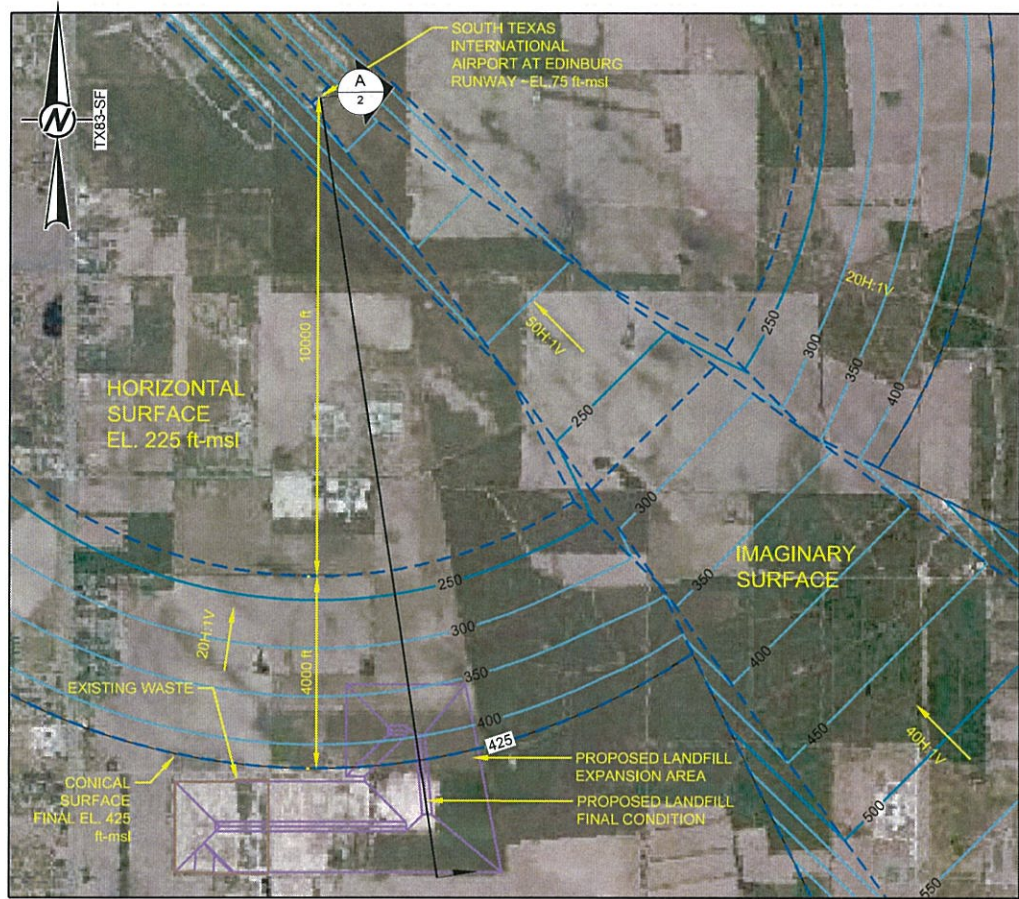 SOUTH TEXAS
INTERNATIONAL
AIRPORT AT EDINBURG
RUNWAY ~EL.75 ft-msl
A
2
N
TX83-SF
10000 ft
20H:1V
250
300
350
400
50H:1V
HORIZONTAL
SURFACE
EL. 225 ft-msl
250
300
IMAGINARY
SURFACE
250
300
350
400
425
350
400
450
500
550
20H:1V
4000 ft
40H:1V
EXISTING WASTE
CONICAL
SURFACE
FINAL EL. 425
ft-msl
PROPOSED LANDFILL
EXPANSION AREA
PROPOSED LANDFILL
FINAL CONDITION